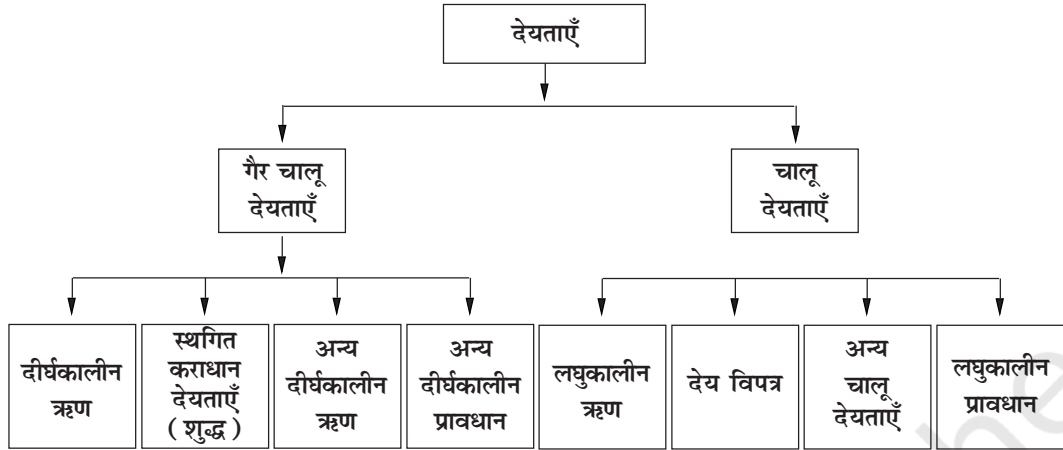 देयताएँ
गैर चालू
देयताएँ
चालू
देयताएँ
दीर्घकालीन
ऋण
स्थगित
कराधान
देयताएँ
( शुद्ध )
अन्य
दीर्घकालीन
ऋण
अन्य
दीर्घकालीन
प्रावधान
लघुकालीन
ऋण
देय विपत्र
अन्य
चालू
देयताएँ
लघुकालीन
प्रावधान
he